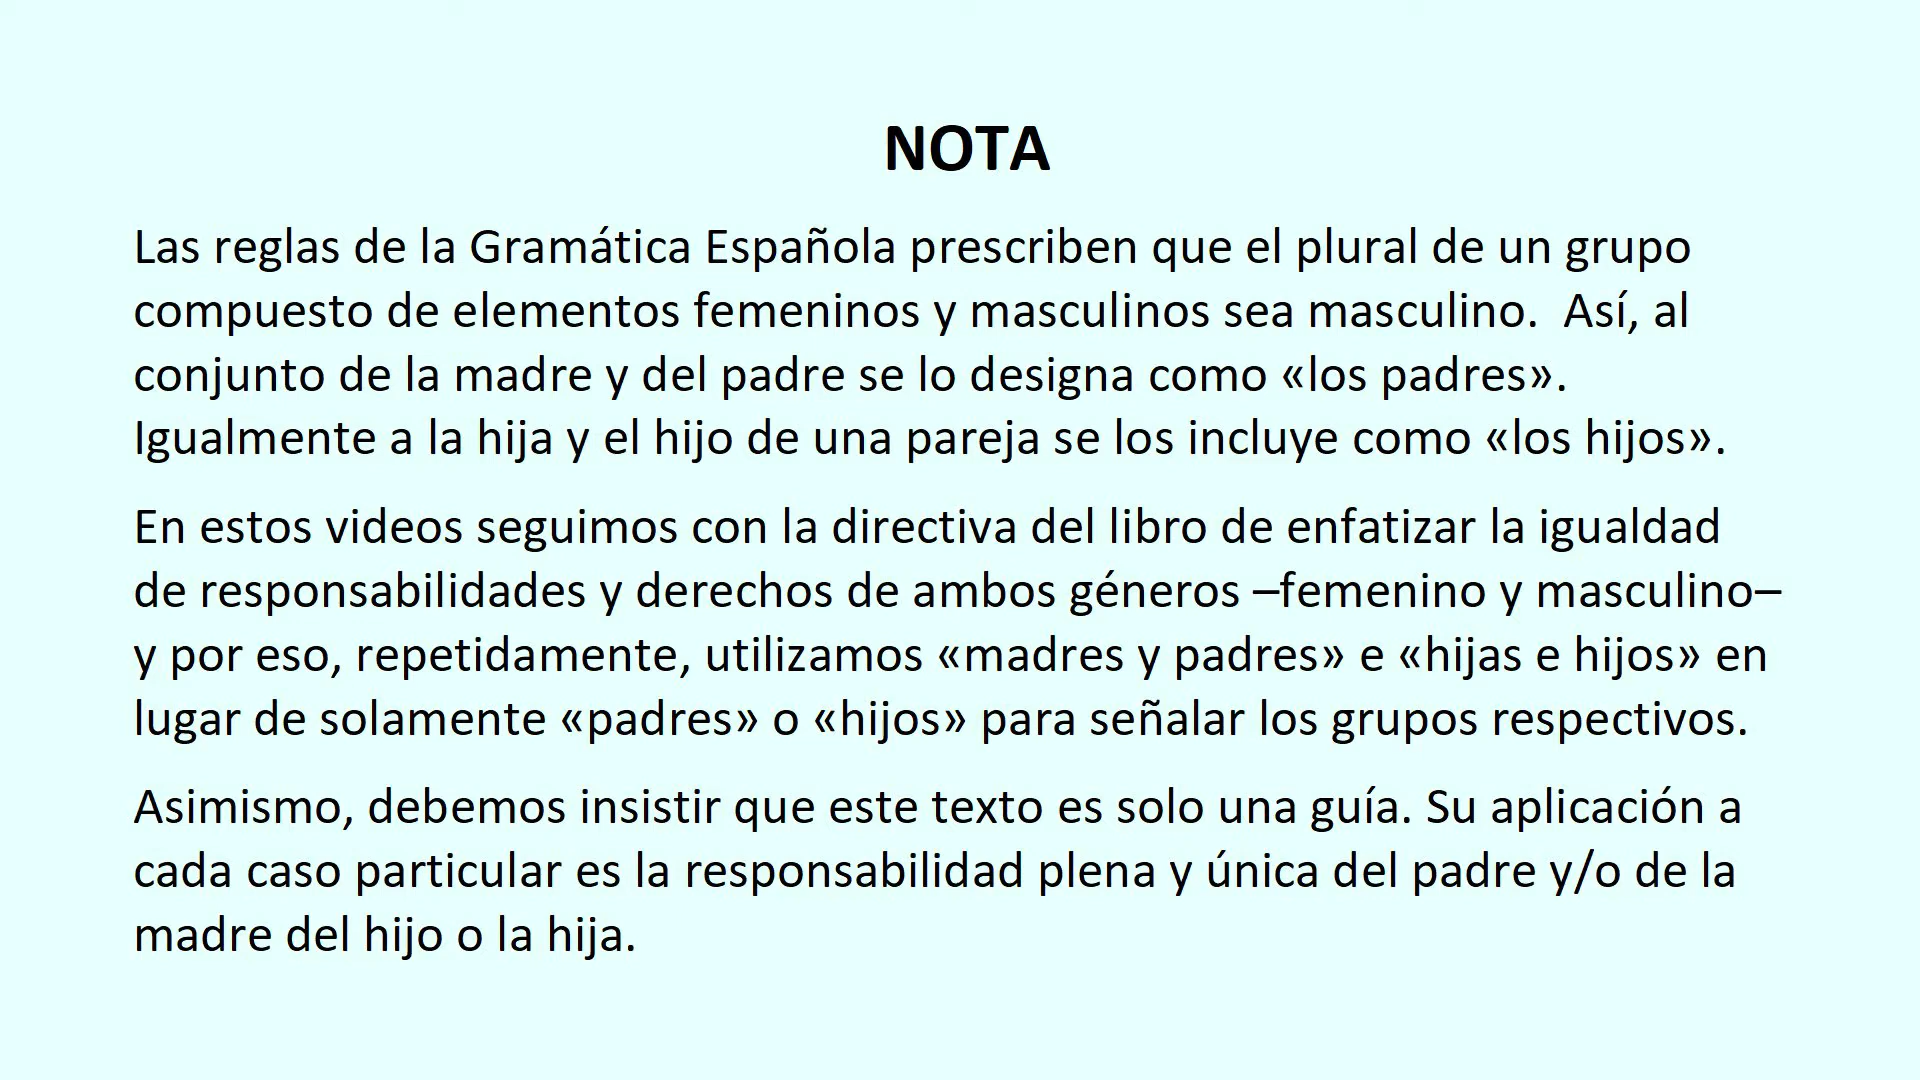 NOTA
Las reglas de la Gramática Española prescriben que el plural de un grupo
compuesto de elementos femeninos y masculinos sea masculino.  Así, al
conjunto de la madre y del padre se lo designa como «los padres».
Igualmente a la hija y el hijo de una pareja se los incluye como «los hijos».
En estos videos seguimos con la directiva del libro de enfatizar la igualdad
de responsabilidades y derechos de ambos géneros –femenino y masculino–
y por eso, repetidamente, utilizamos «madres y padres» e «hijas e hijos» en
lugar de solamente «padres» o «hijos» para señalar los grupos respectivos.
Asimismo, debemos insistir que este texto es solo una guía. Su aplicación a
cada caso particular es la responsabilidad plena y única del padre y/o de la
madre del hijo o la hija.